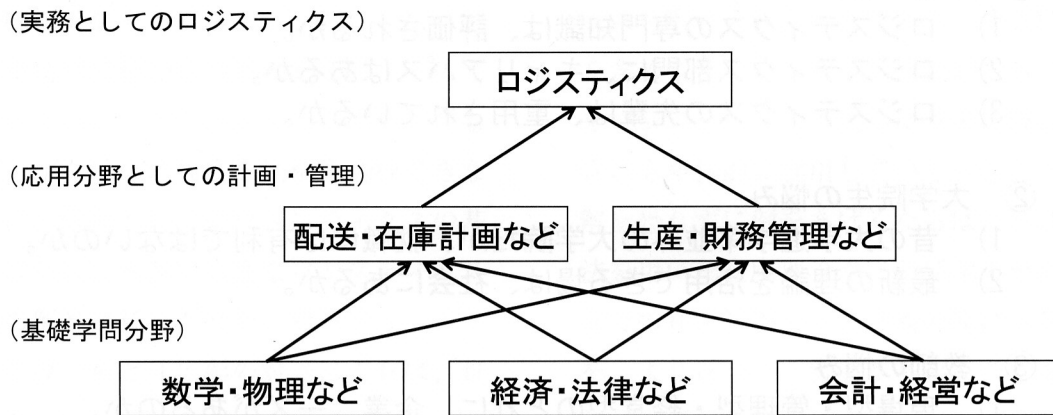 （実務としてのロジスティクス）
ロジスティクス
（応用分野としての計画・管理）
配送・在庫計画など
生産・財務管理など
（基礎学問分野）
数学・物理など
経済・法律など
会計・経営など